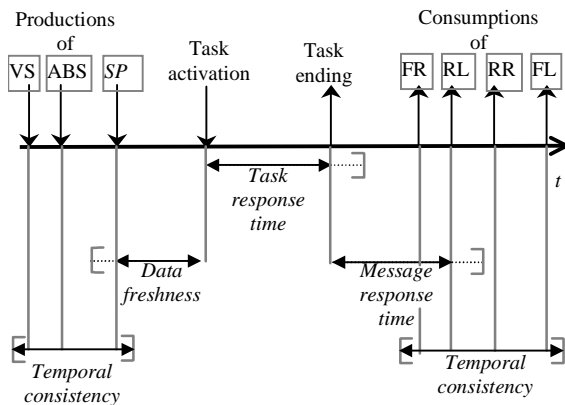 Productions
of
VS ABS SP
Task
activation
Task
ending
Consumptions
of
FR RL RR FL
t
Task
response
time
Data
freshness
Message
response
time
Temporal
consistency
Temporal
consistency